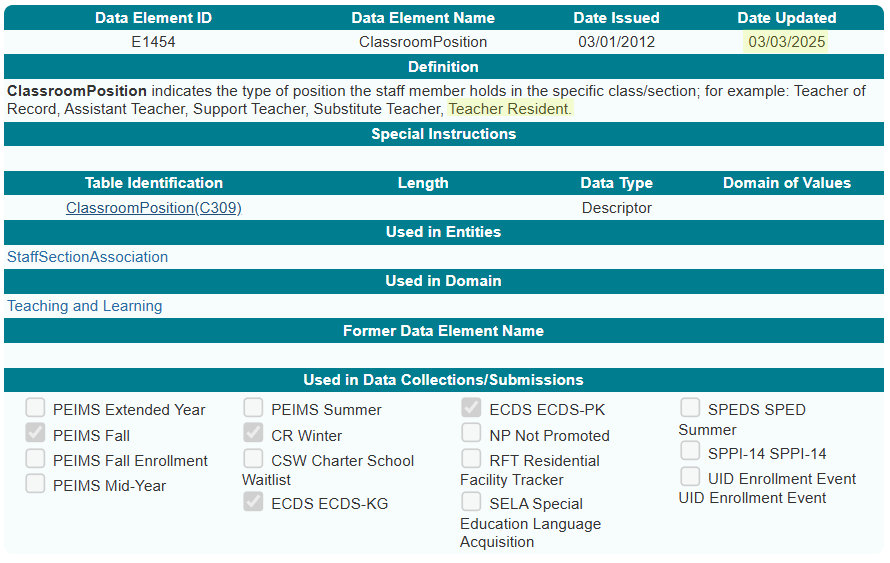 Data Element ID Data Element Name Date Issued Date Updated
E1454 ClassroomPosition 03/01/2012 03/03/2025
Definition
ClassroomPosition indicates the type of position the staff member holds in the specific class/section; for example: Teacher of
Record, Assistant Teacher, Support Teacher, Substitute Teacher, Teacher Resident.
Special Instructions
Table Identification Length Data Type Domain of Values
ClassroomPosition(C309) Descriptor
Used in Entities
StaffSectionAssociation
Used in Domain
Teaching and Learning
Former Data Element Name
Used in Data Collections/Submissions
PEIMS Extended Year
PEIMS Fall
PEIMS Fall Enrollment
PEIMS Mid-Year
PEIMS Summer
CR Winter
CSW Charter School
Waitlist
ECDS ECDS-KG
ECDS ECDS-PK
NP Not Promoted
RFT Residential
Facility Tracker
SELA Special
Education Language
Acquisition
SPEDS SPED
Summer
SPPI-14 SPPI-14
UID Enrollment Event
UID Enrollment Event